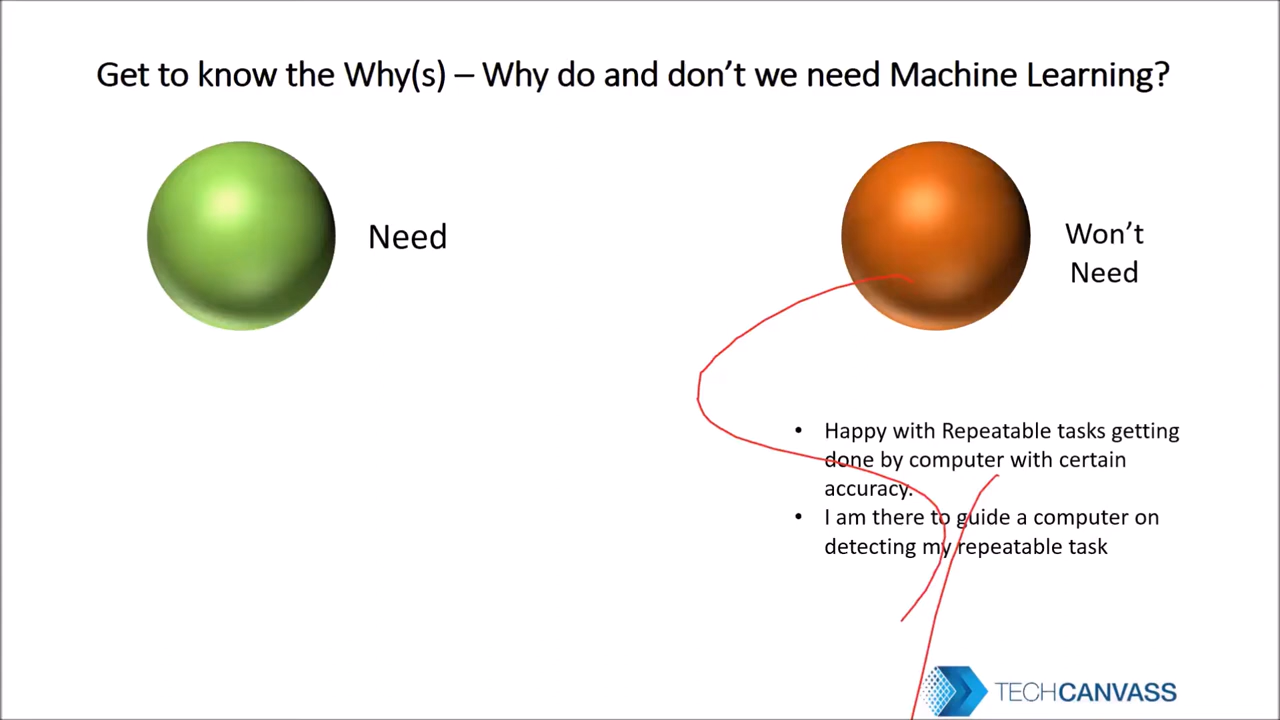 Get to know the Why(s) – Why do and don’t we need Machine Learning?
Need
Won’t
Need
• Happy with Repeatable tasks getting
done by computer with certain
accuracy.
• I am there to guide a computer on
detecting my repeatable task
TECHCANVASS